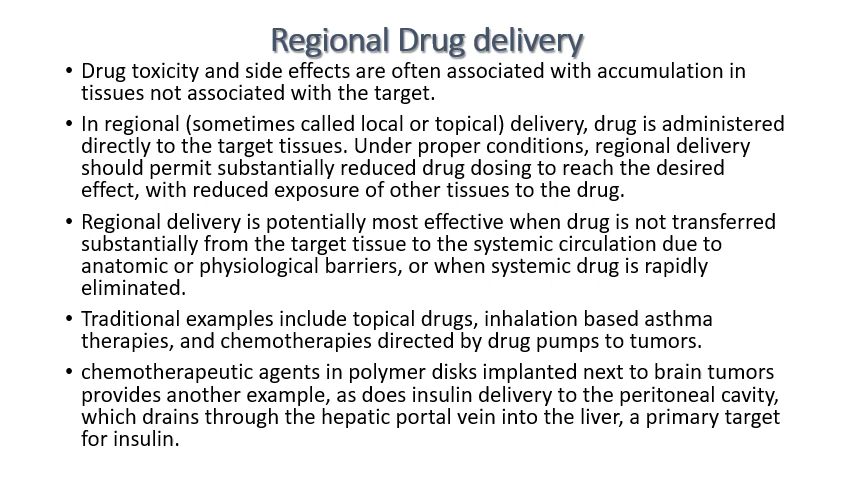 Regional Drug delivery
• Drug toxicity and side effects are often associated with accumulation in
tissues not associated with the target.
• In regional (sometimes called local or topical) delivery, drug is administered
directly to the target tissues. Under proper conditions, regional delivery
should permit substantially reduced drug dosing to reach the desired
effect, with reduced exposure of other tissues to the drug.
• Regional delivery is potentially most effective when drug is not transferred
substantially from the target tissue to the systemic circulation due to
anatomic or physiological barriers, or when systemic drug is rapidly
eliminated.
• Traditional examples include topical drugs, inhalation based asthma
therapies, and chemotherapies directed by drug pumps to tumors.
• chemotherapeutic agents in polymer disks implanted next to brain tumors
provides another example, as does insulin delivery to the peritoneal cavity,
which drains through the hepatic portal vein into the liver, a primary target
for insulin.